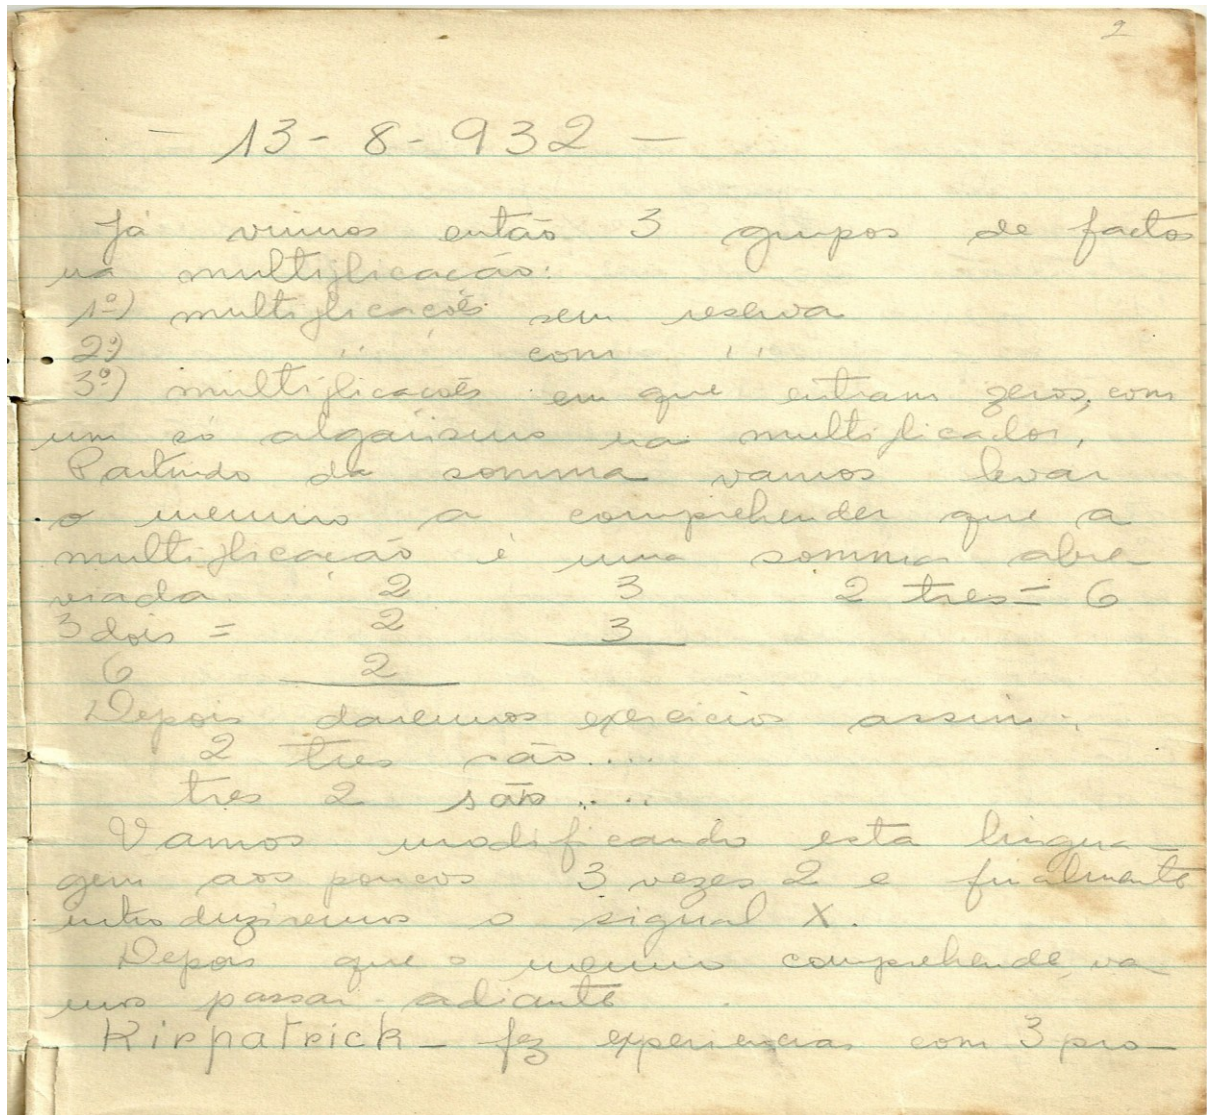 2
— 13 - 8 - 932 —
Já vimos então 3 grupos de factos
na multiplicação:
1º) multiplicações sem reserva
2º) " " com "
3º) multiplicações em que entram zeros, com
um só algarismo no multiplicador.
Partindo da somma vamos levar
o menino a comprehender que a
multiplicação é uma somma abre-
viada 2 3 2 tres = 6
3 dois = 2 3
6 2
Depois daremos exercicios assim:
2 tres são....
tres 2 são....
Vamos modificando esta lingua-
gem aos poucos 3 vezes 2 e finalmente
introduziremos o signal X.
Depois que o menino comprehende, va-
mos passar adiante
Kirpatrick - fez experiencias com 3 pro-